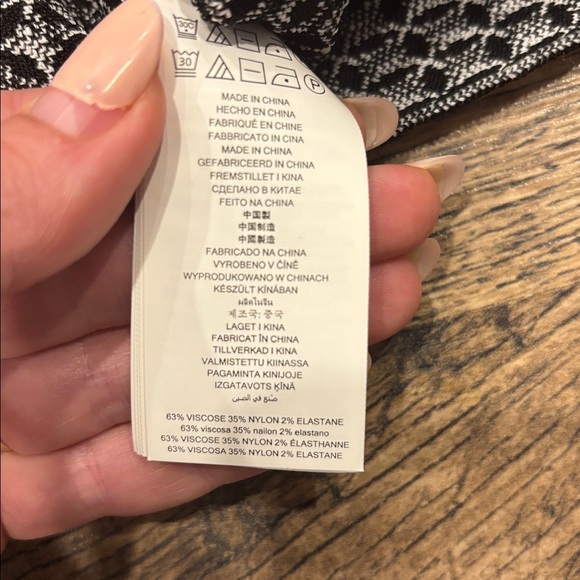 30C
30
P
MADE IN CHINA
HECHO EN CHINA
FABRIQUÉ EN CHINE
FABBRICATO IN CINA
MADE IN CHINA
GEFABRICEERD IN CHINA
FREMSTILLET I KINA
СДЕЛАНО В КИТАЕ
FEITO NA CHINA
中国製
中国制造
中國製造
FABRICADO NA CHINA
VYROBENO V ČÍNĚ
WYPRODUKOWANO W CHINACH
KÉSZÜLT KÍNÁBAN
ผลิตในจีน
제조국: 중국
LAGET I KINA
FABRICAT ÎN CHINA
TILLVERKAD I KINA
VALMISTETTU KIINASSA
PAGAMINTA KINIJOJE
IZGATAVOTS ĶĪNĀ
صُنع في الصين
63% VISCOSE 35% NYLON 2% ELASTANE
63% viscosa 35% nailon 2% elastano
63% VISCOSE 35% NYLON 2% ÉLASTHANNE
63% VISCOSA 35% NYLON 2% ELASTANE